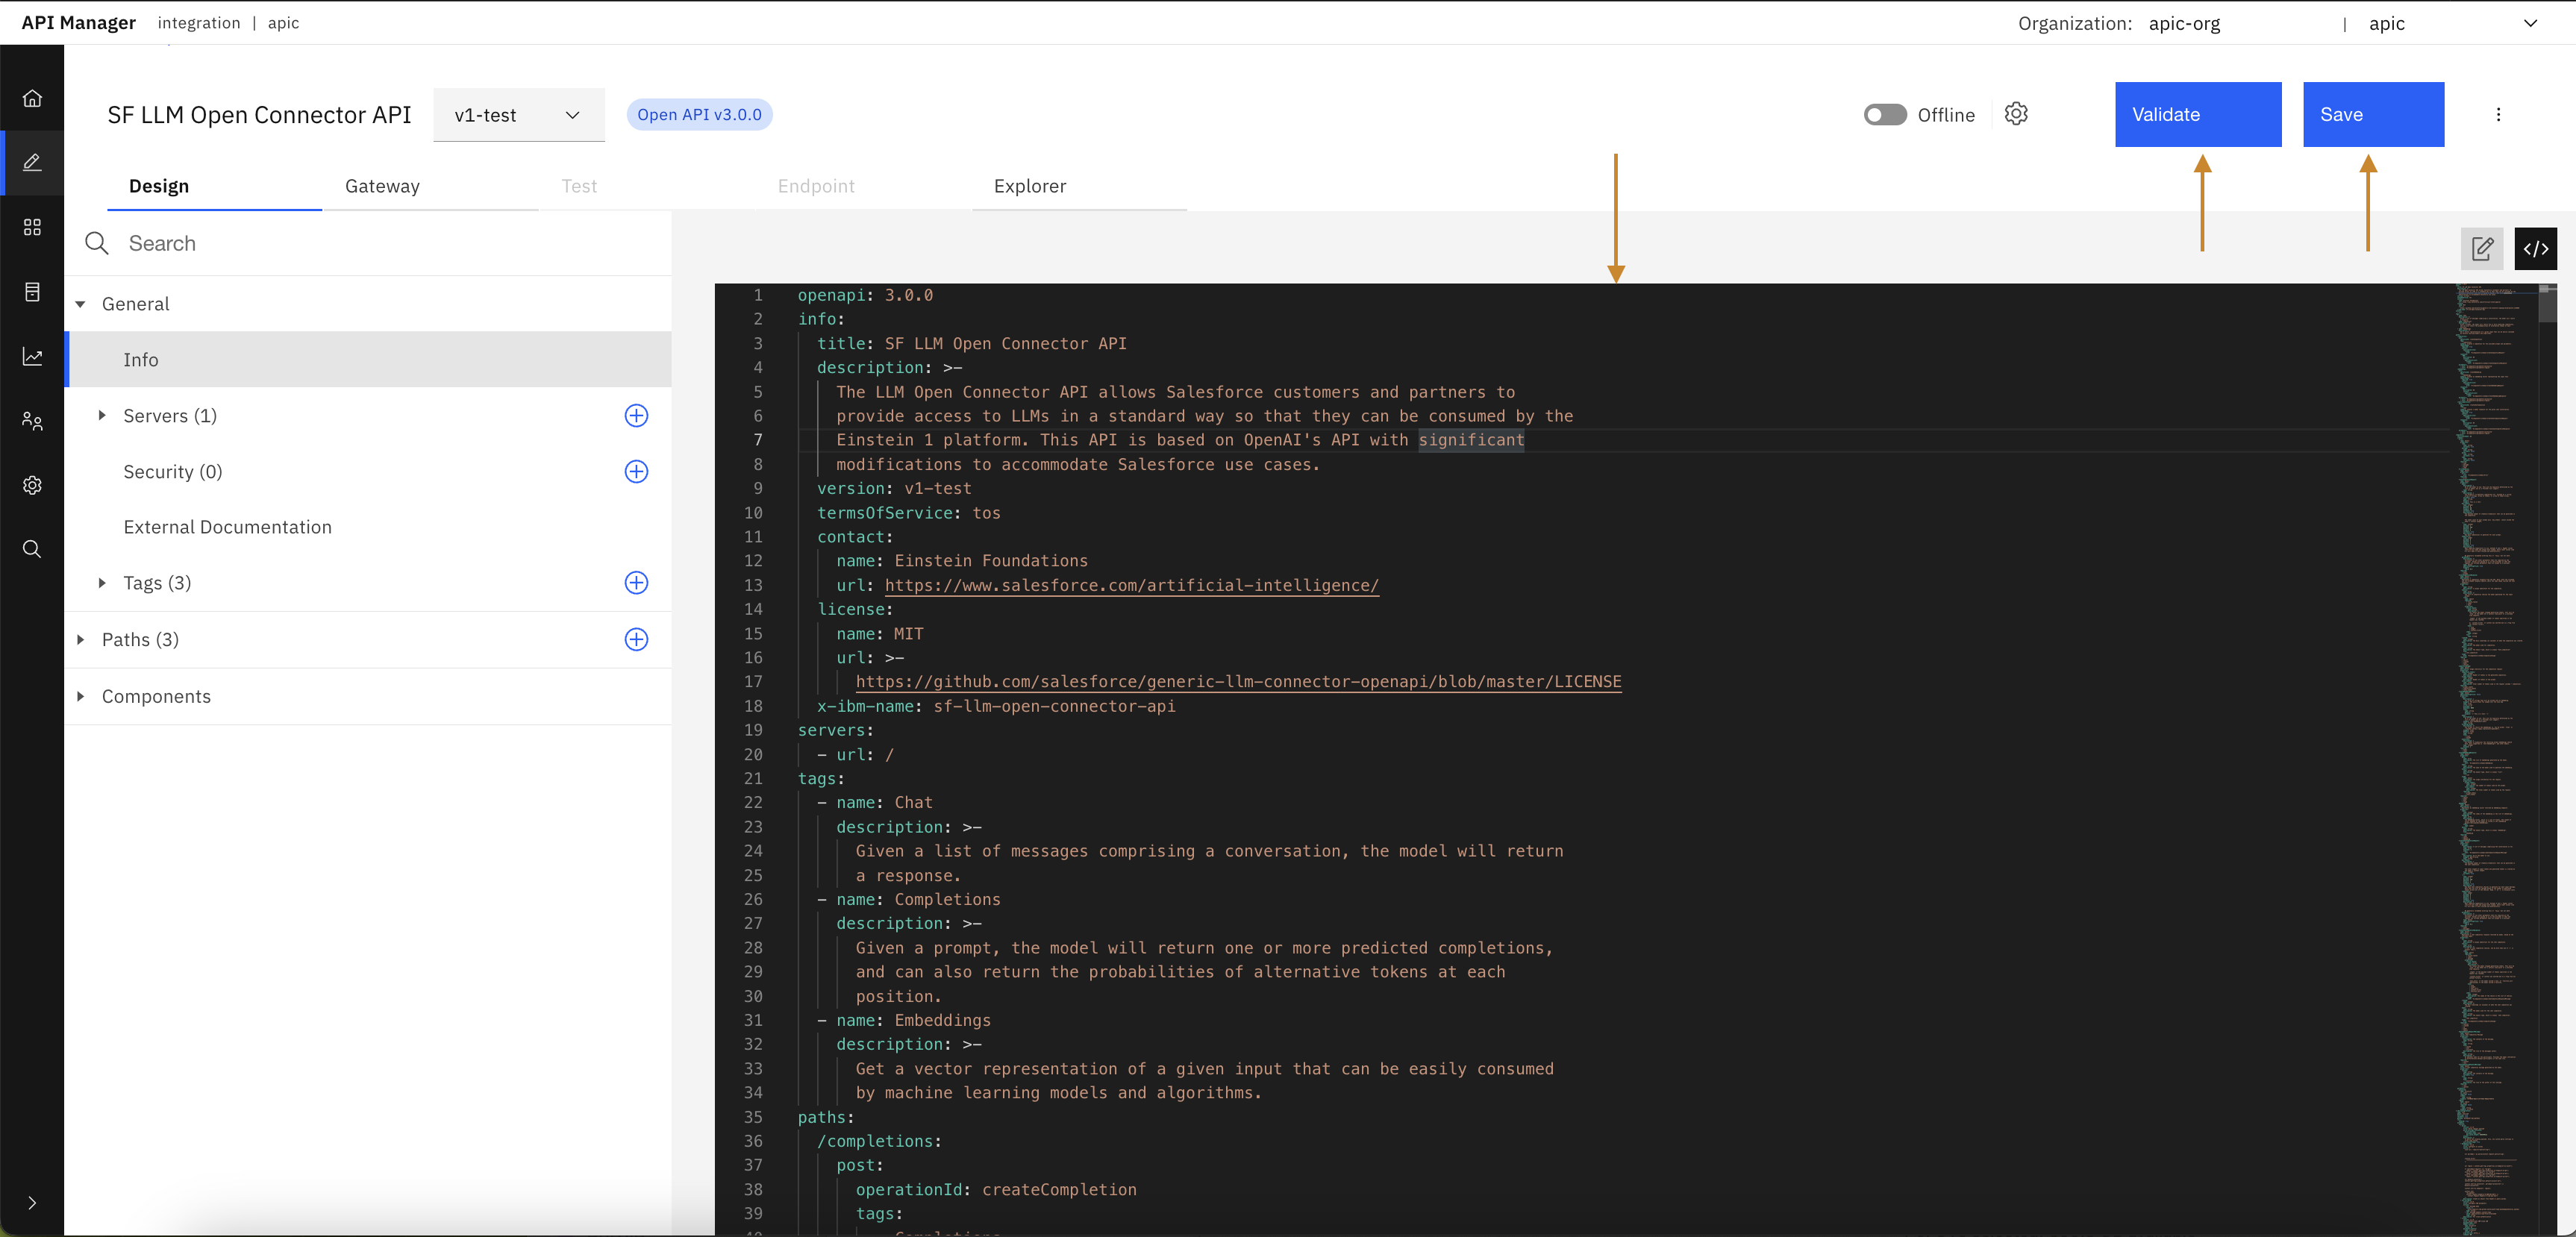 API Manager integration | apic Organization: apic-org | apic
SF LLM Open Connector API v1-test Open API v3.0.0 Offline Validate Save
Design Gateway Test Endpoint Explorer
Search
General
Info
Servers (1)
Security (0)
External Documentation
Tags (3)
Paths (3)
Components
</>
1 openapi: 3.0.0
2 info:
3 title: SF LLM Open Connector API
4 description: >-
5 The LLM Open Connector API allows Salesforce customers and partners to
6 provide access to LLMs in a standard way so that they can be consumed by the
7 Einstein 1 platform. This API is based on OpenAI's API with significant
8 modifications to accommodate Salesforce use cases.
9 version: v1-test
10 termsOfService: tos
11 contact:
12 name: Einstein Foundations
13 url: https://www.salesforce.com/artificial-intelligence/
14 license:
15 name: MIT
16 url: >-
17 https://github.com/salesforce/generic-llm-connector-openapi/blob/master/LICENSE
18 x-ibm-name: sf-llm-open-connector-api
19 servers:
20 - url: /
21 tags:
22 - name: Chat
23 description: >-
24 Given a list of messages comprising a conversation, the model will return
25 a response.
26 - name: Completions
27 description: >-
28 Given a prompt, the model will return one or more predicted completions,
29 and can also return the probabilities of alternative tokens at each
30 position.
31 - name: Embeddings
32 description: >-
33 Get a vector representation of a given input that can be easily consumed
34 by machine learning models and algorithms.
35 paths:
36 /completions:
37 post:
38 operationId: createCompletion
39 tags: